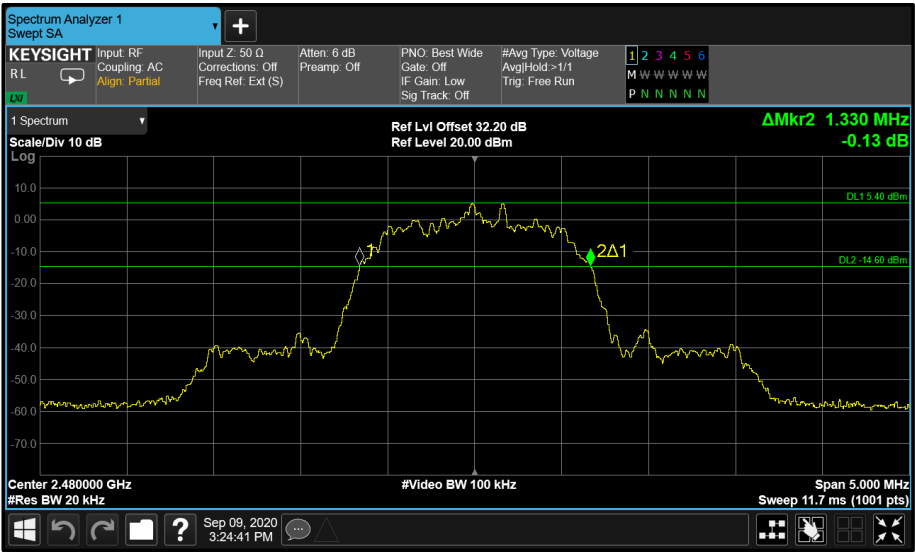 Spectrum Analyzer 1
Swept SA
+
KEYSIGHT
RL
LXI
Input: RF
Coupling: AC
Align: Partial
Input Z: 50 Ω
Corrections: Off
Freq Ref: Ext (S)
Atten: 6 dB
Preamp: Off
PNO: Best Wide
Gate: Off
IF Gain: Low
Sig Track: Off
#Avg Type: Voltage
Avg|Hold:>1/1
Trig: Free Run
1 2 3 4 5 6
M W W W W W
P N N N N N
1 Spectrum
Scale/Div 10 dB
Ref Lvl Offset 32.20 dB
Ref Level 20.00 dBm
ΔMkr2 1.330 MHz
-0.13 dB
Log
10.0
0.00
-10.0
-20.0
-30.0
-40.0
-50.0
-60.0
-70.0
DL1 5.40 dBm
1
2Δ1
DL2 -14.60 dBm
Center 2.480000 GHz
#Res BW 20 kHz
#Video BW 100 kHz
Span 5.000 MHz
Sweep 11.7 ms (1001 pts)
?
Sep 09, 2020
3:24:41 PM